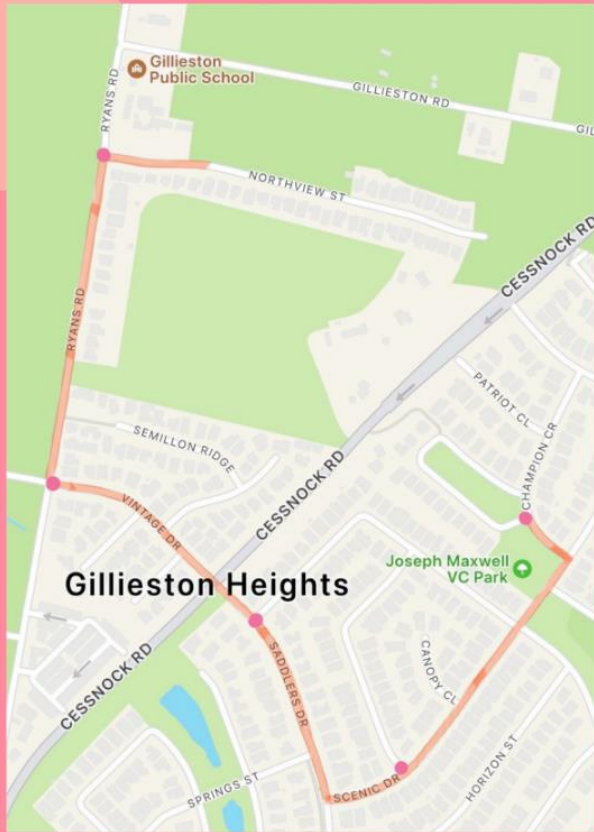 Gillieston
Public School
RYANS RD
GILLIESTON RD
GIL
NORTHVIEW ST
CESSNOCK RD
RYANS RD
PATRIOT CL
CHAMPION CR
SEMILLON RIDGE
CESSNOCK RD
VINTAGE DR
Joseph Maxwell
VC Park
Gillieston Heights
SADDLERS DR
CANOPY CL
CESSNOCK RD
SPRINGS ST
SCENIC DR
HORIZON ST